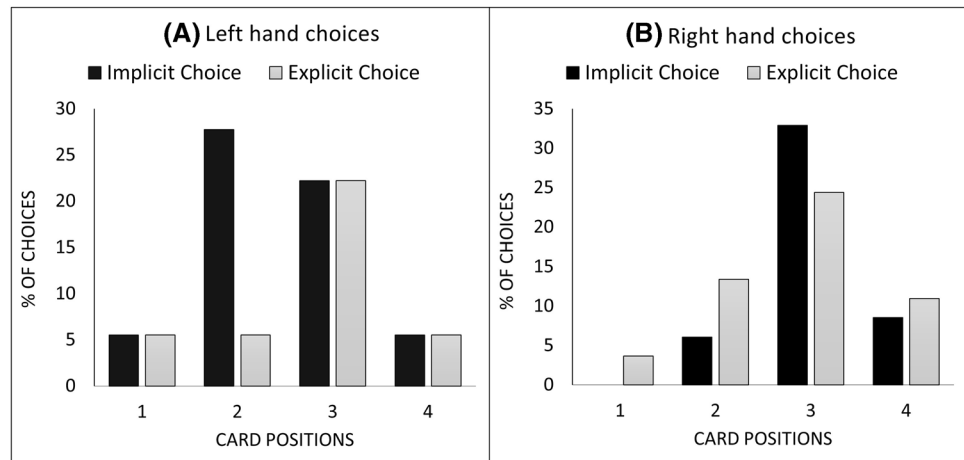 (A) Left hand choices
Implicit Choice Explicit Choice
30
25
20
15
10
5
0
% OF CHOICES
1 2 3 4
CARD POSITIONS
(B) Right hand choices
Implicit Choice Explicit Choice
35
30
25
20
15
10
5
0
% OF CHOICES
1 2 3 4
CARD POSITIONS